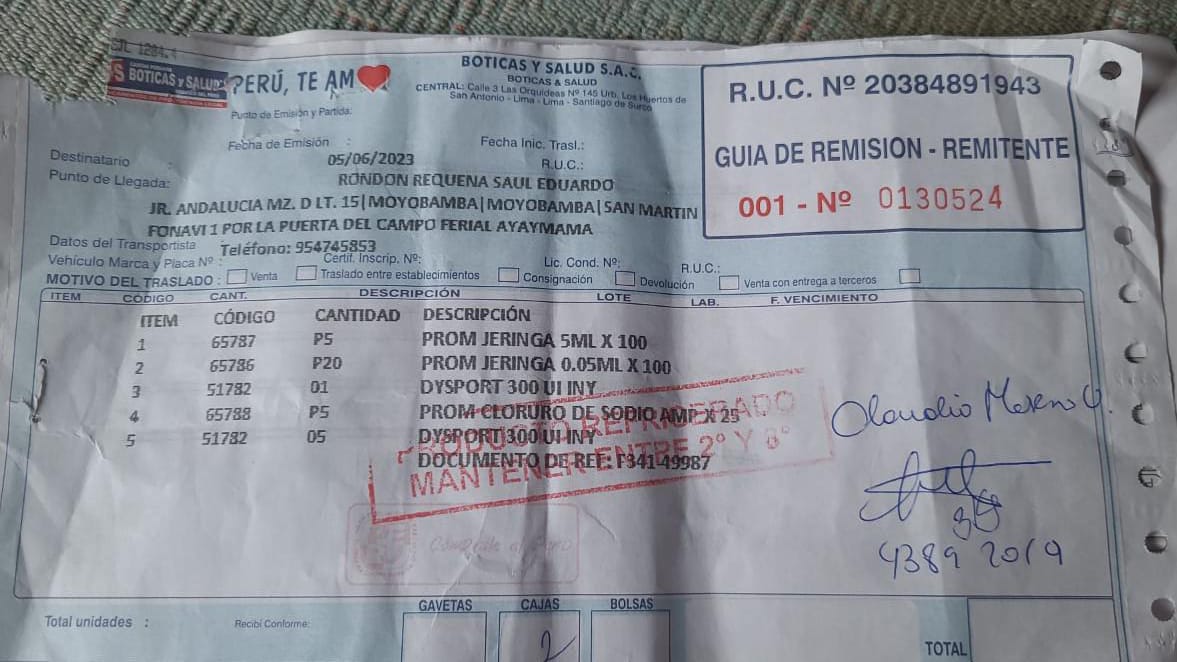 BOTICAS Y SALUD
PERÚ, TE AM
BOTICAS Y SALUD S.A.C.
BOTICAS & SALUD
CENTRAL: Calle 3 Las Orquideas Nº 145 Urb. Los Huertos de
San Antonio - Lima - Lima - Santiago de Surco
R.U.C. Nº 20384891943
GUIA DE REMISION - REMITENTE
001 - Nº 0130524
Punto de Emisión y Partida:
Fecha de Emisión : Fecha Inic. Trasl.:
05/06/2023 R.U.C.:
Destinatario :
RONDON REQUENA SAUL EDUARDO
Punto de Llegada:
JR. ANDALUCIA MZ. D LT. 15|MOYOBAMBA|MOYOBAMBA|SAN MARTIN
FONAVI 1 POR LA PUERTA DEL CAMPO FERIAL AYAYMAMA
Datos del Transportista Teléfono: 954745853
Vehículo Marca y Placa Nº : Certif. Inscrip. Nº: Lic. Cond. Nº: R.U.C.:
MOTIVO DEL TRASLADO : Venta Traslado entre establecimientos Consignación Devolución Venta con entrega a terceros
ITEM CÓDIGO CANT. DESCRIPCIÓN LOTE LAB. F. VENCIMIENTO
ITEM CÓDIGO CANTIDAD DESCRIPCIÓN
1 65787 P5 PROM JERINGA 5ML X 100
2 65786 P20 PROM JERINGA 0.05ML X 100
3 51782 01 DYSPORT 300 UI INY
4 65788 P5 PROM CLORURO DE SODIO AMP X 25
5 51782 05 DYSPORT 300 UI INY
DOCUMENTO DE REF: F341-49987
PRODUCTO REFRIGERADO
MANTENER ENTRE 2° Y 8°
Claudio Moreno
4389 2019
Total unidades : Recibí Conforme:
GAVETAS CAJAS BOLSAS
2
TOTAL